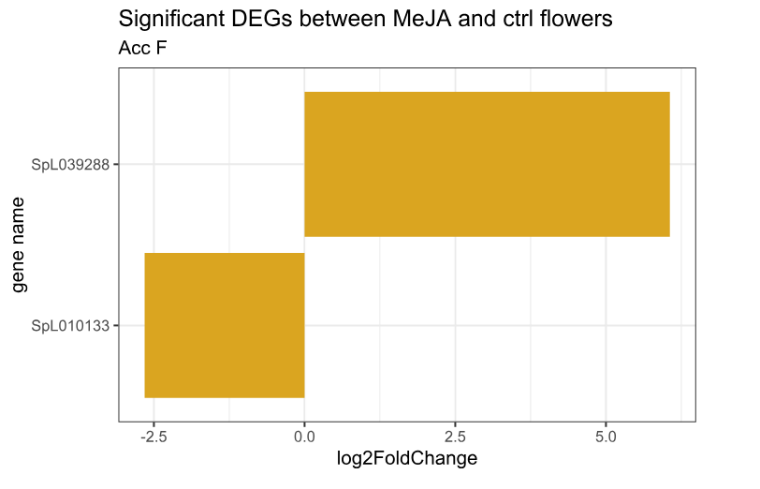 Significant DEGs between MeJA and ctrl flowers
Acc F
SpL039288
SpL010133
gene name
-2.5 0.0 2.5 5.0
log2FoldChange